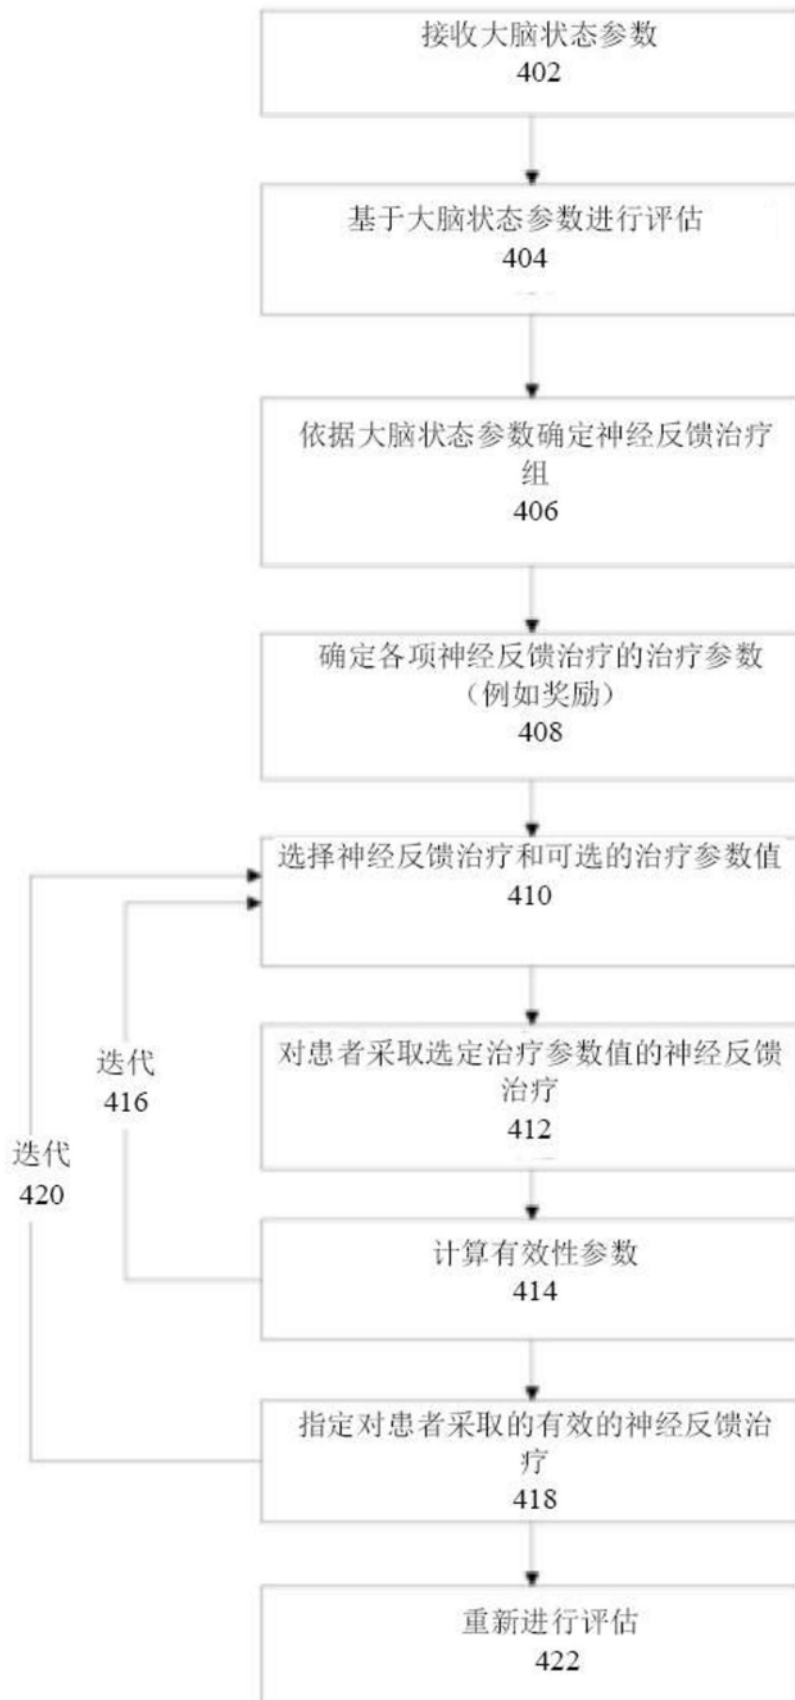 接收大脑状态参数
402
基于大脑状态参数进行评估
404
依据大脑状态参数确定神经反馈治疗
组
406
确定各项神经反馈治疗的治疗参数
（例如奖励）
408
选择神经反馈治疗和可选的治疗参数值
410
对患者采取选定治疗参数值的神经反馈
治疗
412
迭代
416
迭代
420
计算有效性参数
414
指定对患者采取的有效的神经反馈治
疗
418
重新进行评估
422